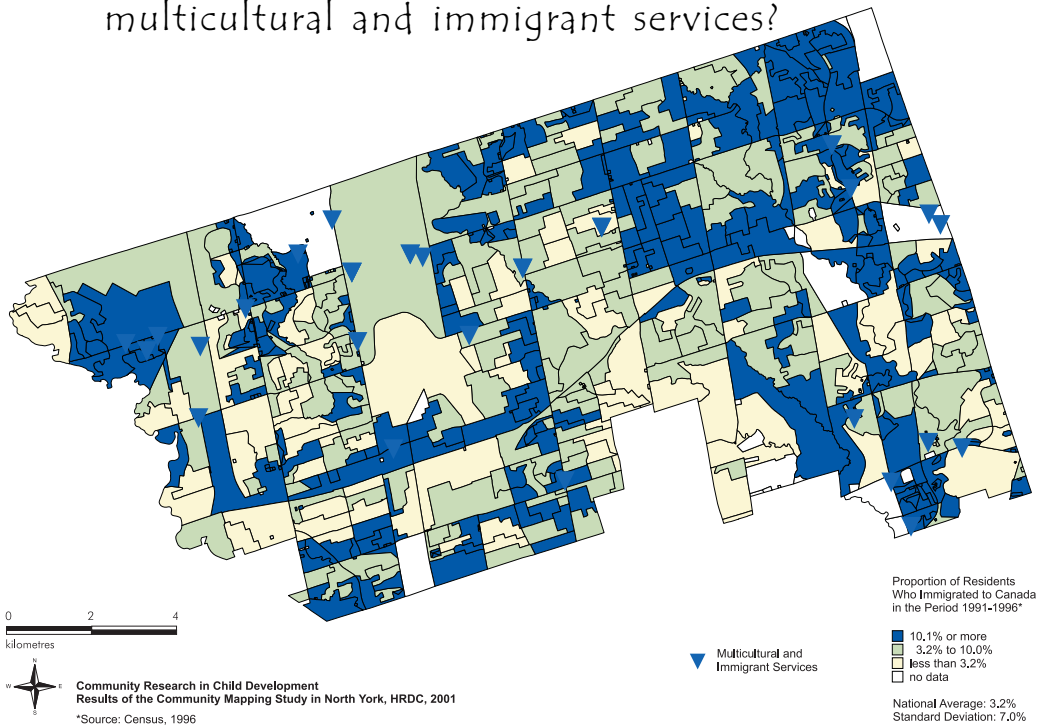 multicultural and immigrant services?
Proportion of Residents
Who Immigrated to Canada
in the Period 1991-1996*
10.1% or more
3.2% to 10.0%
less than 3.2%
no data
National Average: 3.2%
Standard Deviation: 7.0%
Multicultural and
Immigrant Services
0 2 4
kilometres
N
W E
S
Community Research in Child Development
Results of the Community Mapping Study in North York, HRDC, 2001
*Source: Census, 1996